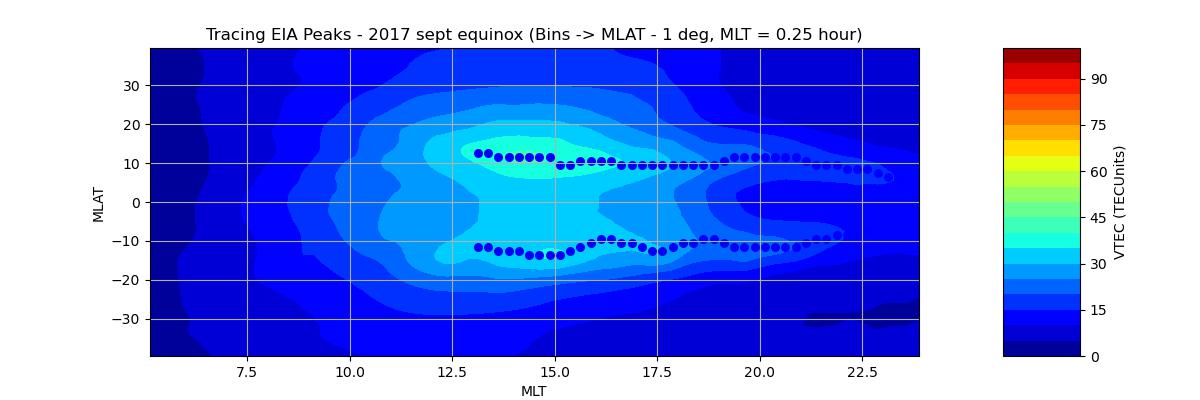 Tracing EIA Peaks - 2017 sept equinox (Bins -> MLAT - 1 deg, MLT = 0.25 hour)
30
20
10
0
−10
−20
−30
MLAT
7.5 10.0 12.5 15.0 17.5 20.0 22.5
MLT
90
75
60
45
30
15
0
VTEC (TECUnits)